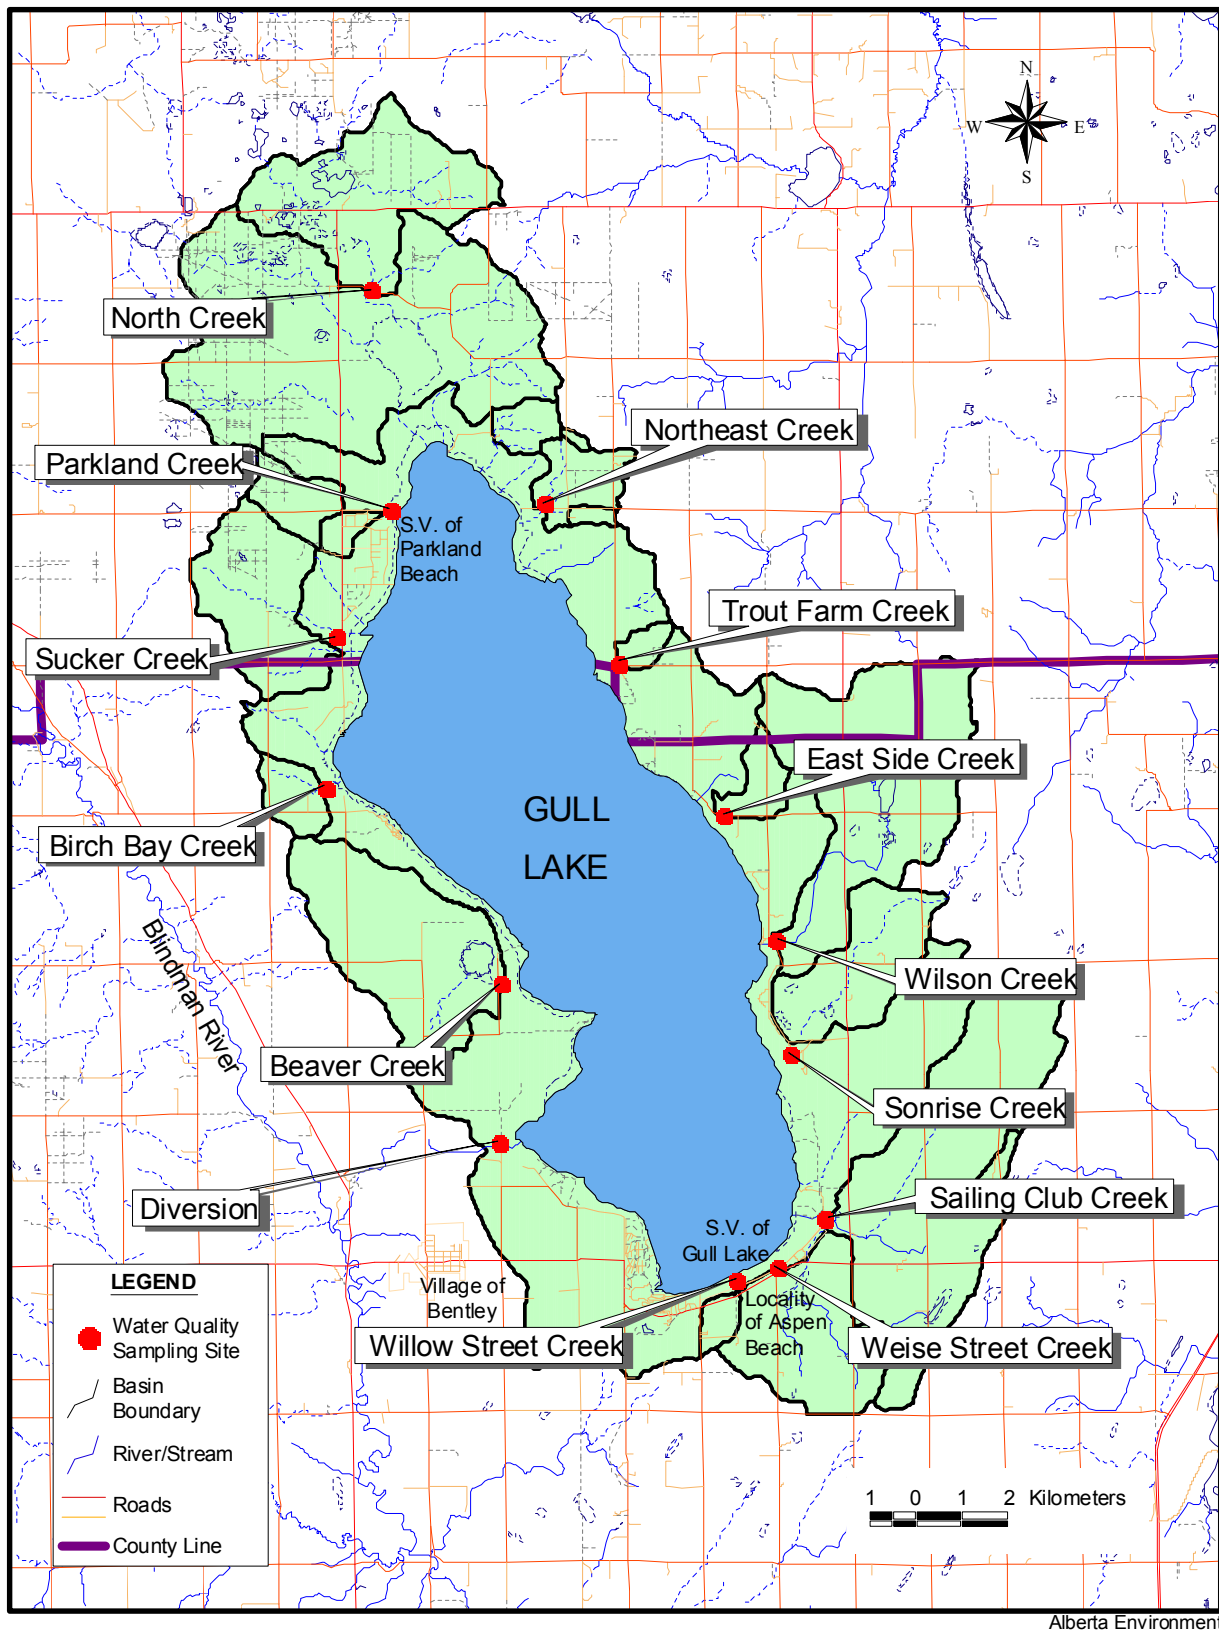 N
W
E
S
North Creek
Northeast Creek
Parkland Creek
S.V. of
Parkland
Beach
Trout Farm Creek
Sucker Creek
East Side Creek
GULL
LAKE
Birch Bay Creek
Blindman River
Wilson Creek
Beaver Creek
Sonrise Creek
Diversion
Sailing Club Creek
S.V. of
Gull Lake
Village of
Bentley
Locality
of Aspen
Beach
Willow Street Creek
Weise Street Creek
LEGEND
Water Quality
Sampling Site
Basin
Boundary
River/Stream
Roads
County Line
1 0 1 2 Kilometers
Alberta Environment